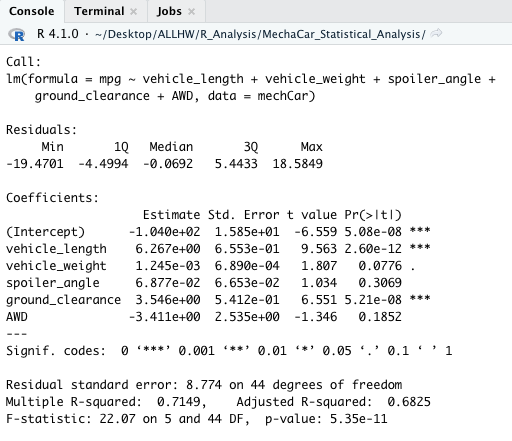 Console Terminal × Jobs ×
R R 4.1.0 · ~/Desktop/ALLHW/R_Analysis/MechaCar_Statistical_Analysis/
Call:
lm(formula = mpg ~ vehicle_length + vehicle_weight + spoiler_angle +
    ground_clearance + AWD, data = mechCar)

Residuals:
     Min       1Q   Median       3Q      Max
-19.4701  -4.4994  -0.0692   5.4433  18.5849

Coefficients:
                   Estimate Std. Error t value Pr(>|t|)
(Intercept)      -1.040e+02  1.585e+01  -6.559 5.08e-08 ***
vehicle_length    6.267e+00  6.553e-01   9.563 2.60e-12 ***
vehicle_weight    1.245e-03  6.890e-04   1.807   0.0776 .
spoiler_angle     6.877e-02  6.653e-02   1.034   0.3069
ground_clearance  3.546e+00  5.412e-01   6.551 5.21e-08 ***
AWD              -3.411e+00  2.535e+00  -1.346   0.1852
---
Signif. codes:  0 ‘***’ 0.001 ‘**’ 0.01 ‘*’ 0.05 ‘.’ 0.1 ‘ ’ 1

Residual standard error: 8.774 on 44 degrees of freedom
Multiple R-squared:  0.7149,    Adjusted R-squared:  0.6825
F-statistic: 22.07 on 5 and 44 DF,  p-value: 5.35e-11